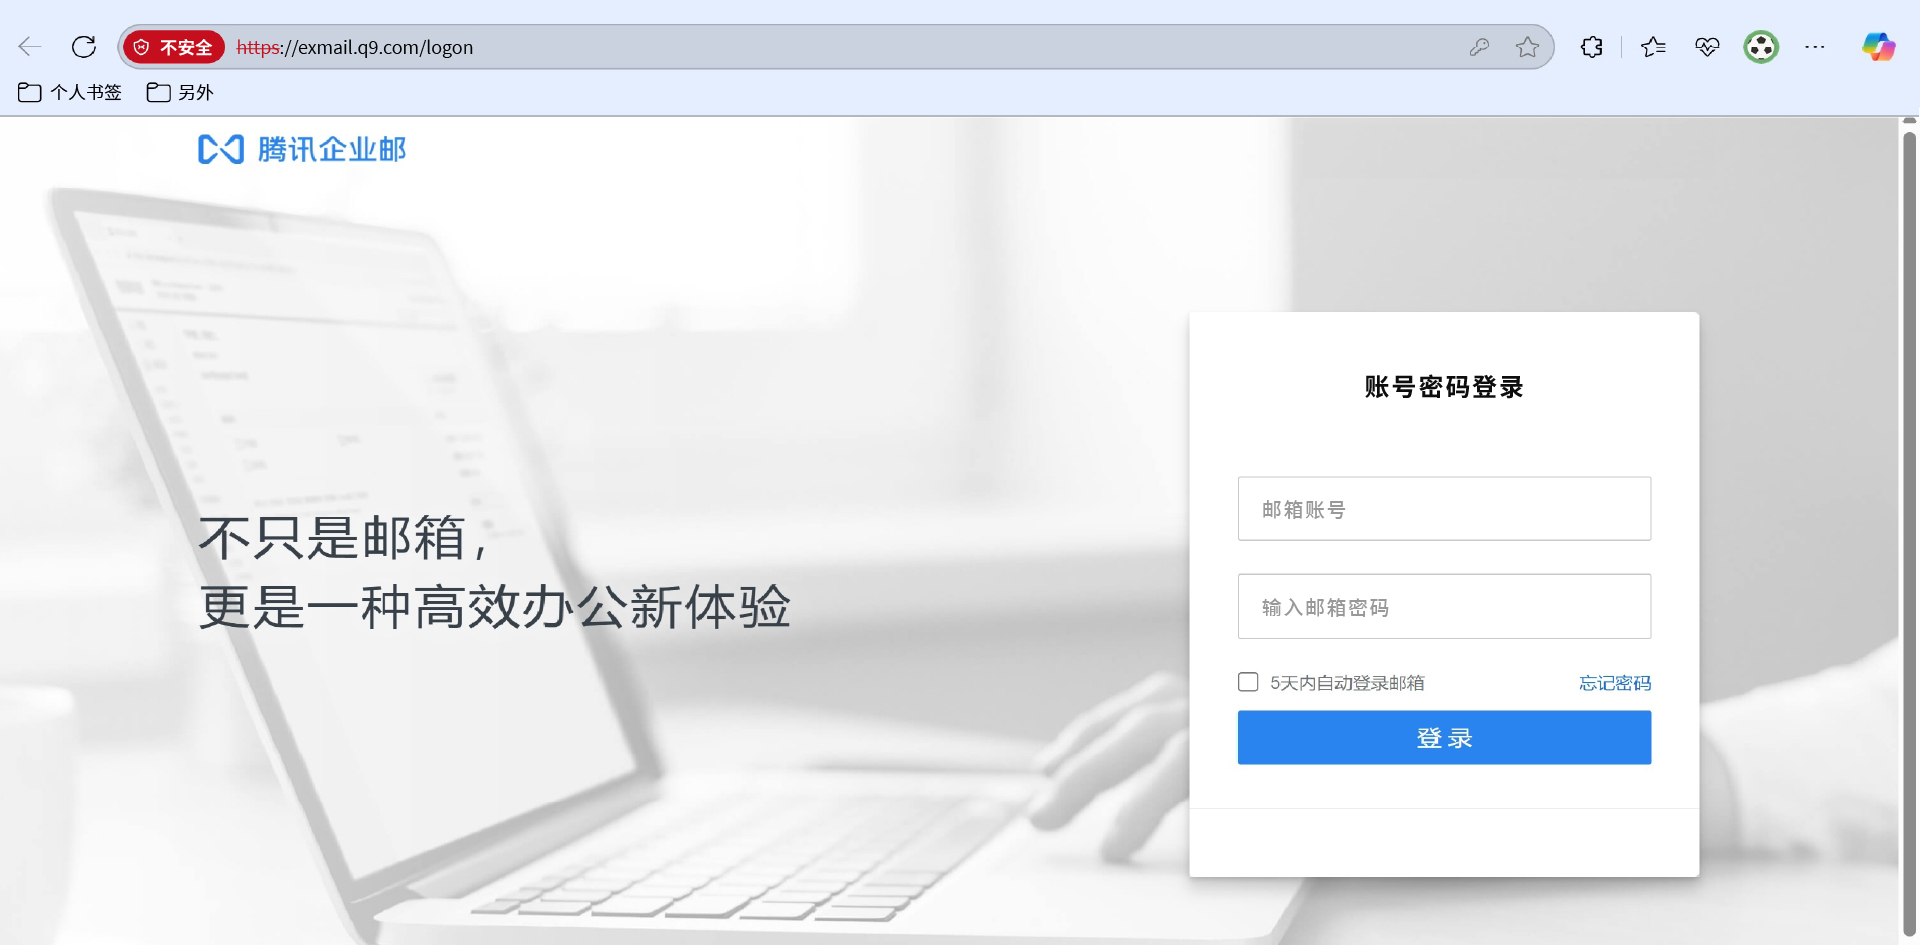 不安全 https://exmail.q9.com/logon
个人书签 另外
腾讯企业邮
不只是邮箱，
更是一种高效办公新体验
账号密码登录
邮箱账号
输入邮箱密码
5天内自动登录邮箱 忘记密码
登录